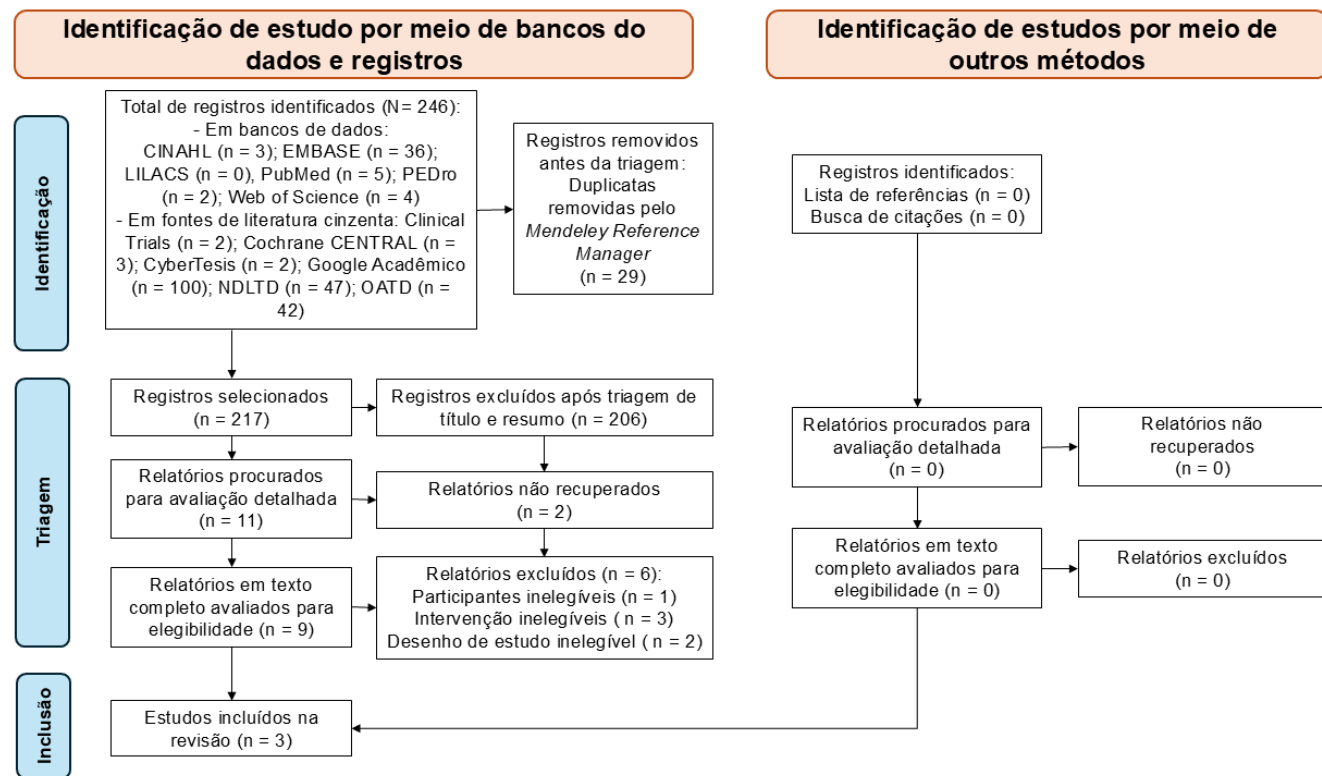 Identificação de estudo por meio de bancos do
dados e registros
Identificação de estudos por meio de
outros métodos
Identificação
Total de registros identificados (N= 246):
- Em bancos de dados:
CINAHL (n = 3); EMBASE (n = 36);
LILACS (n = 0), PubMed (n = 5); PEDro
(n = 2); Web of Science (n = 4)
- Em fontes de literatura cinzenta: Clinical
Trials (n = 2); Cochrane CENTRAL (n =
3); CyberTesis (n = 2); Google Acadêmico
(n = 100); NDLTD (n = 47); OATD (n =
42)
Registros removidos
antes da triagem:
Duplicatas
removidas pelo
Mendeley Reference
Manager
(n = 29)
Registros identificados:
Lista de referências (n = 0)
Busca de citações (n = 0)
Triagem
Registros selecionados
(n = 217)
Registros excluídos após triagem de
título e resumo (n = 206)
Relatórios procurados
para avaliação detalhada
(n = 11)
Relatórios não recuperados
(n = 2)
Relatórios em texto
completo avaliados para
elegibilidade (n = 9)
Relatórios excluídos (n = 6):
Participantes inelegíveis (n = 1)
Intervenção inelegíveis ( n = 3)
Desenho de estudo inelegível ( n = 2)
Relatórios procurados para
avaliação detalhada
(n = 0)
Relatórios não
recuperados
(n = 0)
Relatórios em texto
completo avaliados para
elegibilidade (n = 0)
Relatórios excluídos
(n = 0)
Inclusão
Estudos incluídos na
revisão (n = 3)